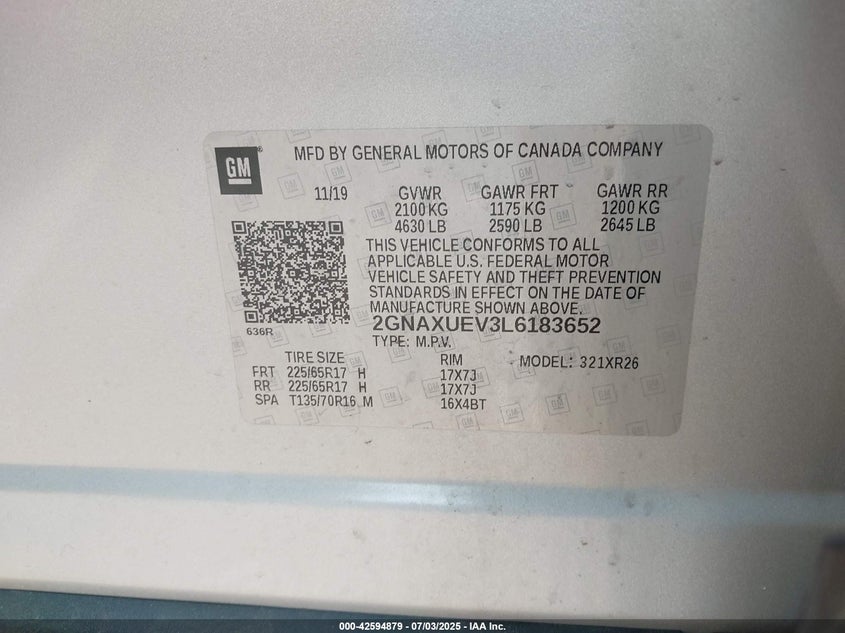 GM
MFD BY GENERAL MOTORS OF CANADA COMPANY
11/19 GVWR GAWR FRT GAWR RR
2100 KG 1175 KG 1200 KG
4630 LB 2590 LB 2645 LB
THIS VEHICLE CONFORMS TO ALL
APPLICABLE U.S. FEDERAL MOTOR
VEHICLE SAFETY AND THEFT PREVENTION
STANDARDS IN EFFECT ON THE DATE OF
MANUFACTURE SHOWN ABOVE.
636R
2GNAXUEV3L6183652
TYPE: M.P.V.
TIRE SIZE RIM MODEL: 321XR26
FRT 225/65R17 H 17X7J
RR 225/65R17 H 17X7J
SPA T135/70R16 M 16X4BT
000-42594879 - 07/03/2025 - IAA Inc.